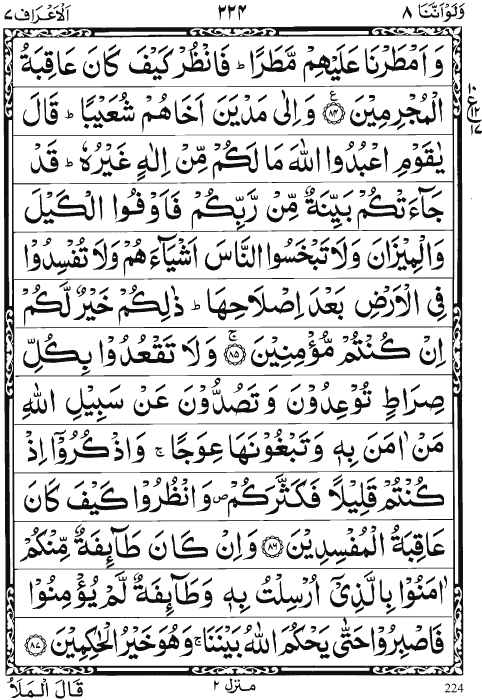 وَلَوْ اَنَّنَا ٨ ٢٢٤ اَلْاَعْرَاف ٧
وَ اَمْطَرْنَا عَلَيْهِمْ مَّطَرًا ؕ فَانْظُرْ كَيْفَ كَانَ عَاقِبَةُ
الْمُجْرِمِيْنَ ﴿٨٤﴾ وَ اِلٰى مَدْيَنَ اَخَاهُمْ شُعَيْبًا ؕ قَالَ
يٰقَوْمِ اعْبُدُوا اللّٰهَ مَا لَكُمْ مِّنْ اِلٰهٍ غَيْرُهٗ ؕ قَدْ
جَآءَتْكُمْ بَيِّنَةٌ مِّنْ رَّبِّكُمْ فَاَوْفُوا الْكَيْلَ
وَالْمِيْزَانَ وَلَا تَبْخَسُوا النَّاسَ اَشْيَآءَهُمْ وَلَا تُفْسِدُوْا
فِى الْاَرْضِ بَعْدَ اِصْلَاحِهَا ؕ ذٰلِكُمْ خَيْرٌ لَّكُمْ
اِنْ كُنْتُمْ مُّؤْمِنِيْنَ ۚ ﴿٨٥﴾ وَلَا تَقْعُدُوْا بِكُلِّ
صِرَاطٍ تُوْعِدُوْنَ وَ تَصُدُّوْنَ عَنْ سَبِيْلِ اللّٰهِ
مَنْ اٰمَنَ بِهٖ وَ تَبْغُوْنَهَا عِوَجًا ۚ وَاذْكُرُوْۤا اِذْ
كُنْتُمْ قَلِيْلًا فَكَثَّرَكُمْ ۪ وَانْظُرُوْا كَيْفَ كَانَ
عَاقِبَةُ الْمُفْسِدِيْنَ ﴿٨٦﴾ وَاِنْ كَانَ طَآئِفَةٌ مِّنْكُمْ
اٰمَنُوْا بِالَّذِىْۤ اُرْسِلْتُ بِهٖ وَطَآئِفَةٌ لَّمْ يُؤْمِنُوْا
فَاصْبِرُوْا حَتّٰى يَحْكُمَ اللّٰهُ بَيْنَنَا ۚ وَهُوَ خَيْرُ الْحٰكِمِيْنَ ﴿٨٧﴾
قَالَ الْمَلَاُ منزل ٢ 224